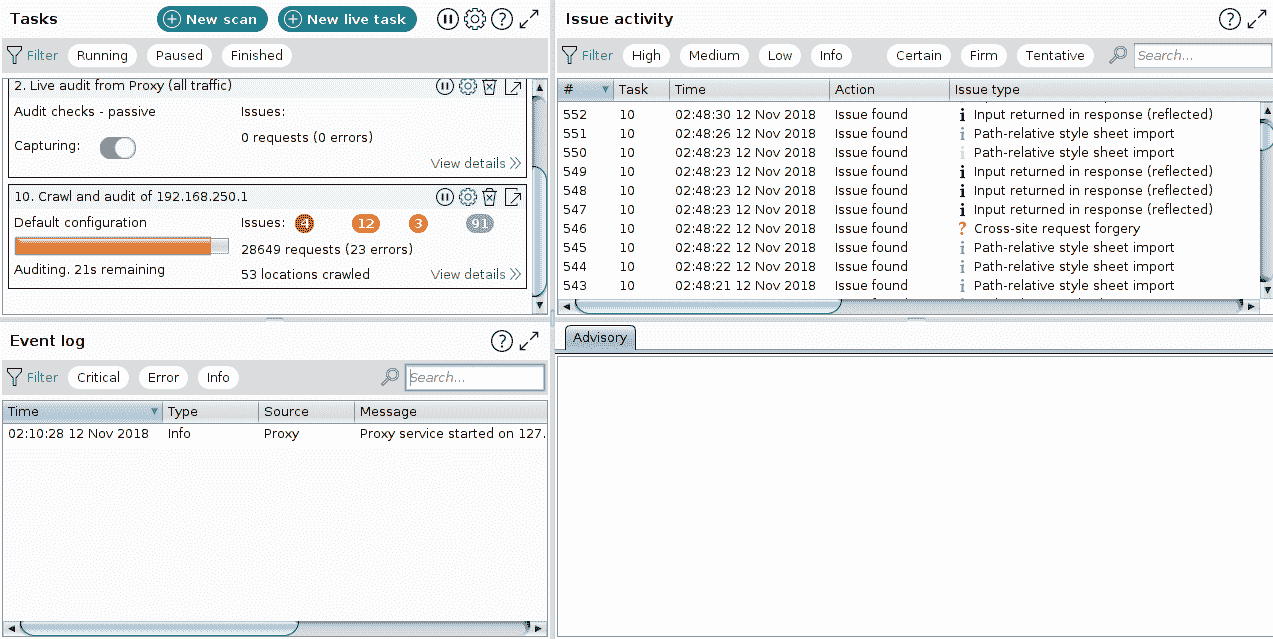 Tasks
New scan
New live task
Filter Running Paused Finished
2. Live audit from Proxy (all traffic)
Audit checks - passive
Issues:
0 requests (0 errors)
Capturing:
View details
10. Crawl and audit of 192.168.250.1
Default configuration
Issues: 4 12 3 91
28649 requests (23 errors)
Auditing. 21s remaining
53 locations crawled
View details
Event log
Filter Critical Error Info Search...
Time Type Source Message
02:10:28 12 Nov 2018 Info Proxy Proxy service started on 127.
Issue activity
Filter High Medium Low Info Certain Firm Tentative Search...
# Task Time Action Issue type
552 10 02:48:30 12 Nov 2018 Issue found Input returned in response (reflected)
551 10 02:48:26 12 Nov 2018 Issue found Path-relative style sheet import
550 10 02:48:23 12 Nov 2018 Issue found Path-relative style sheet import
549 10 02:48:23 12 Nov 2018 Issue found Input returned in response (reflected)
548 10 02:48:23 12 Nov 2018 Issue found Input returned in response (reflected)
547 10 02:48:23 12 Nov 2018 Issue found Input returned in response (reflected)
546 10 02:48:22 12 Nov 2018 Issue found Cross-site request forgery
545 10 02:48:22 12 Nov 2018 Issue found Path-relative style sheet import
544 10 02:48:22 12 Nov 2018 Issue found Path-relative style sheet import
543 10 02:48:21 12 Nov 2018 Issue found Path-relative style sheet import
Advisory